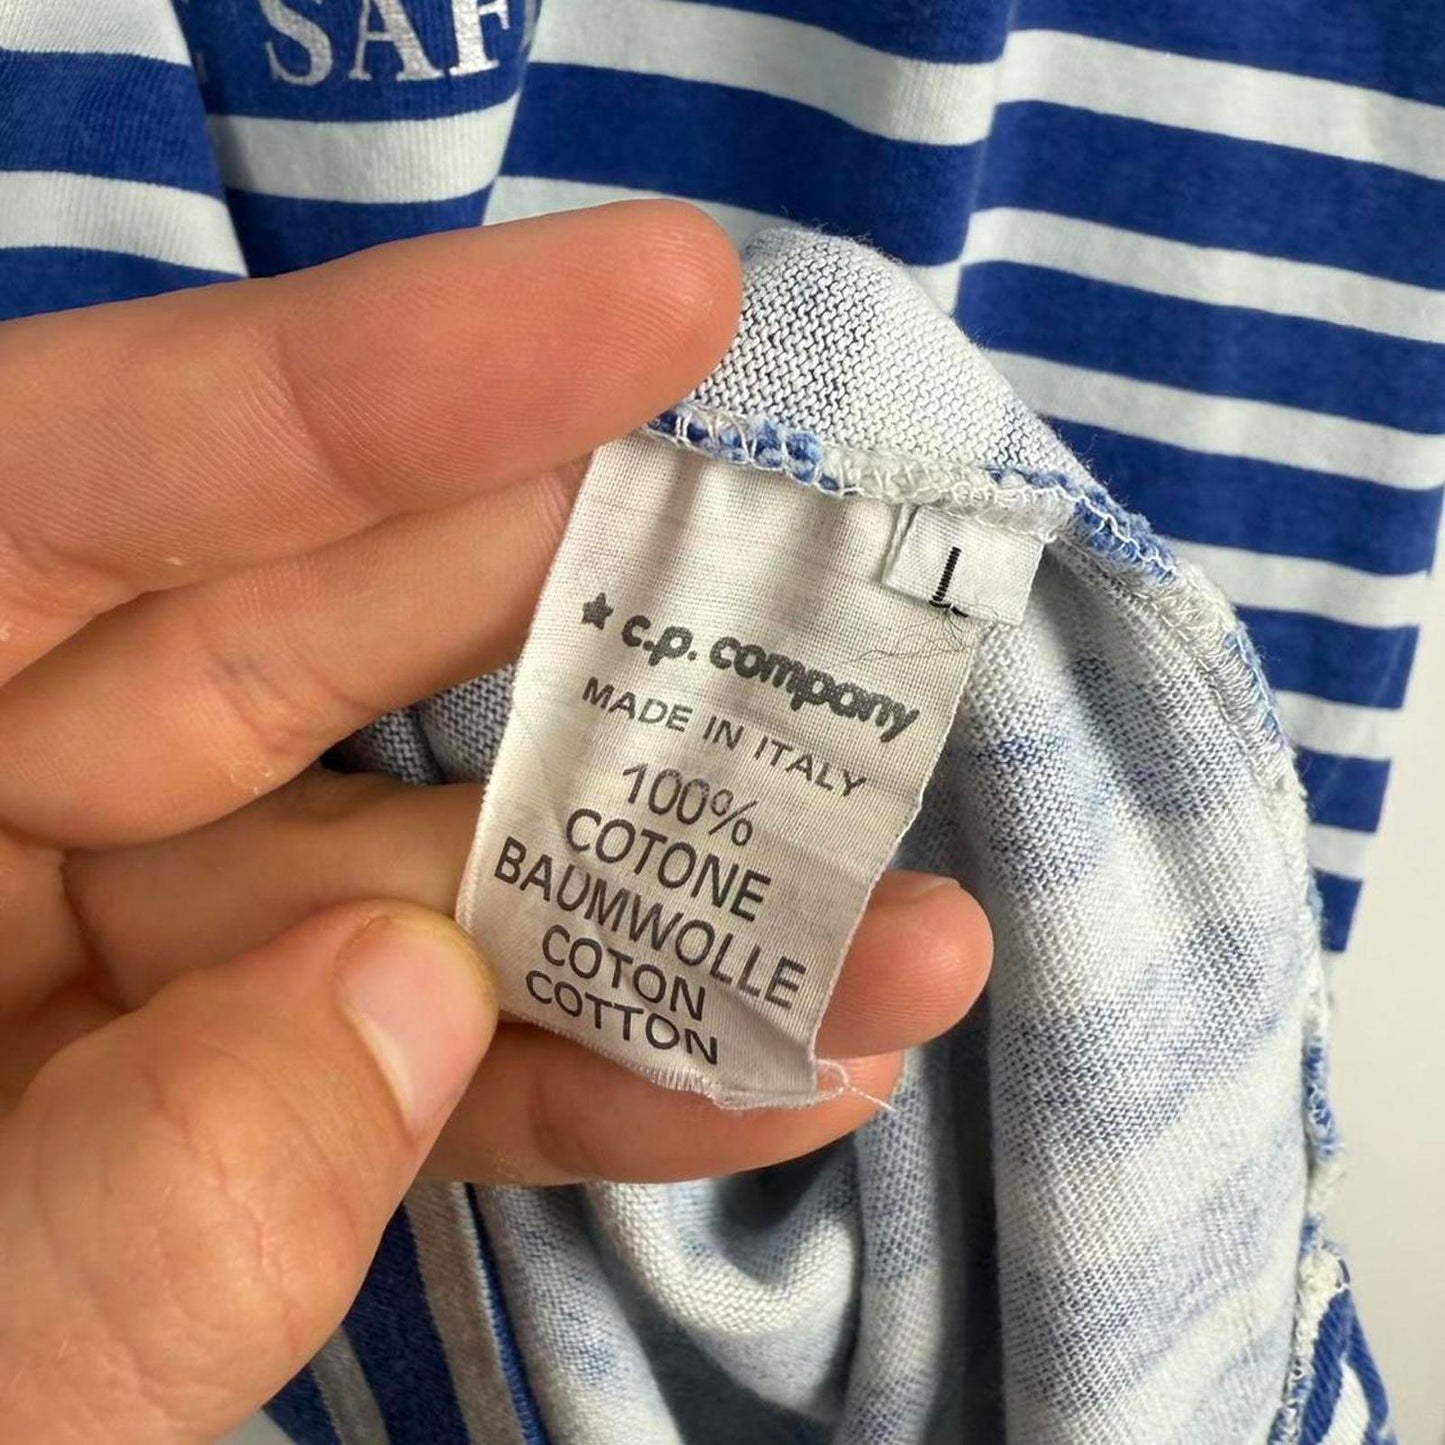 SAF
L
★ c.p. company
MADE IN ITALY
100%
COTONE
BAUMWOLLE
COTON
COTTON